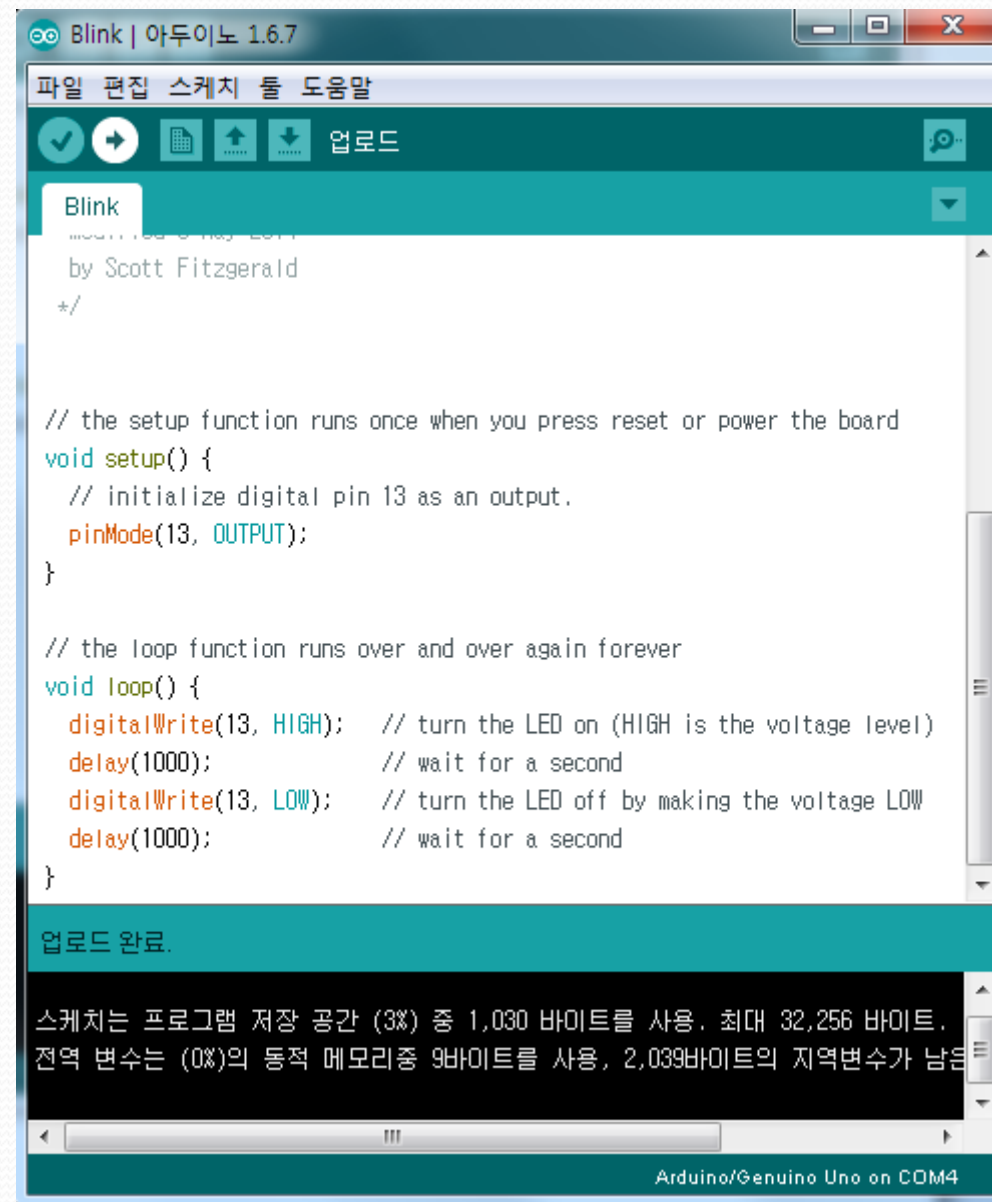 Blink | 아두이노 1.6.7
파일 편집 스케치 툴 도움말
업로드
Blink
by Scott Fitzgerald
*/
// the setup function runs once when you press reset or power the board
void setup() {
// initialize digital pin 13 as an output.
pinMode(13, OUTPUT);
}
// the loop function runs over and over again forever
void loop() {
digitalWrite(13, HIGH);   // turn the LED on (HIGH is the voltage level)
delay(1000);              // wait for a second
digitalWrite(13, LOW);    // turn the LED off by making the voltage LOW
delay(1000);              // wait for a second
}
업로드 완료.
스케치는 프로그램 저장 공간 (3%) 중 1,030 바이트를 사용. 최대 32,256 바이트.
전역 변수는 (0%)의 동적 메모리중 9바이트를 사용, 2,039바이트의 지역변수가 남은
Arduino/Genuino Uno on COM4